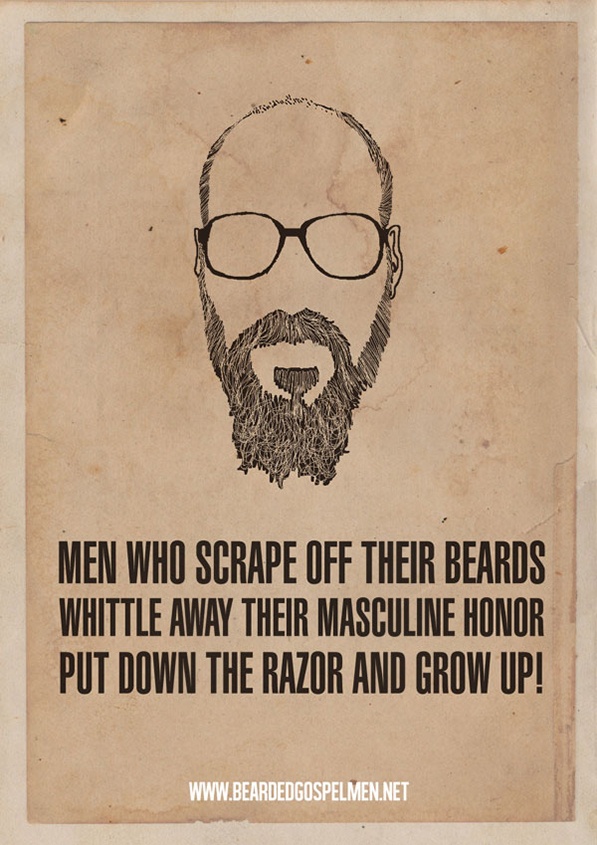 MEN WHO SCRAPE OFF THEIR BEARDS
WHITTLE AWAY THEIR MASCULINE HONOR
PUT DOWN THE RAZOR AND GROW UP!
WWW.BEARDEDGOSPELMEN.NET